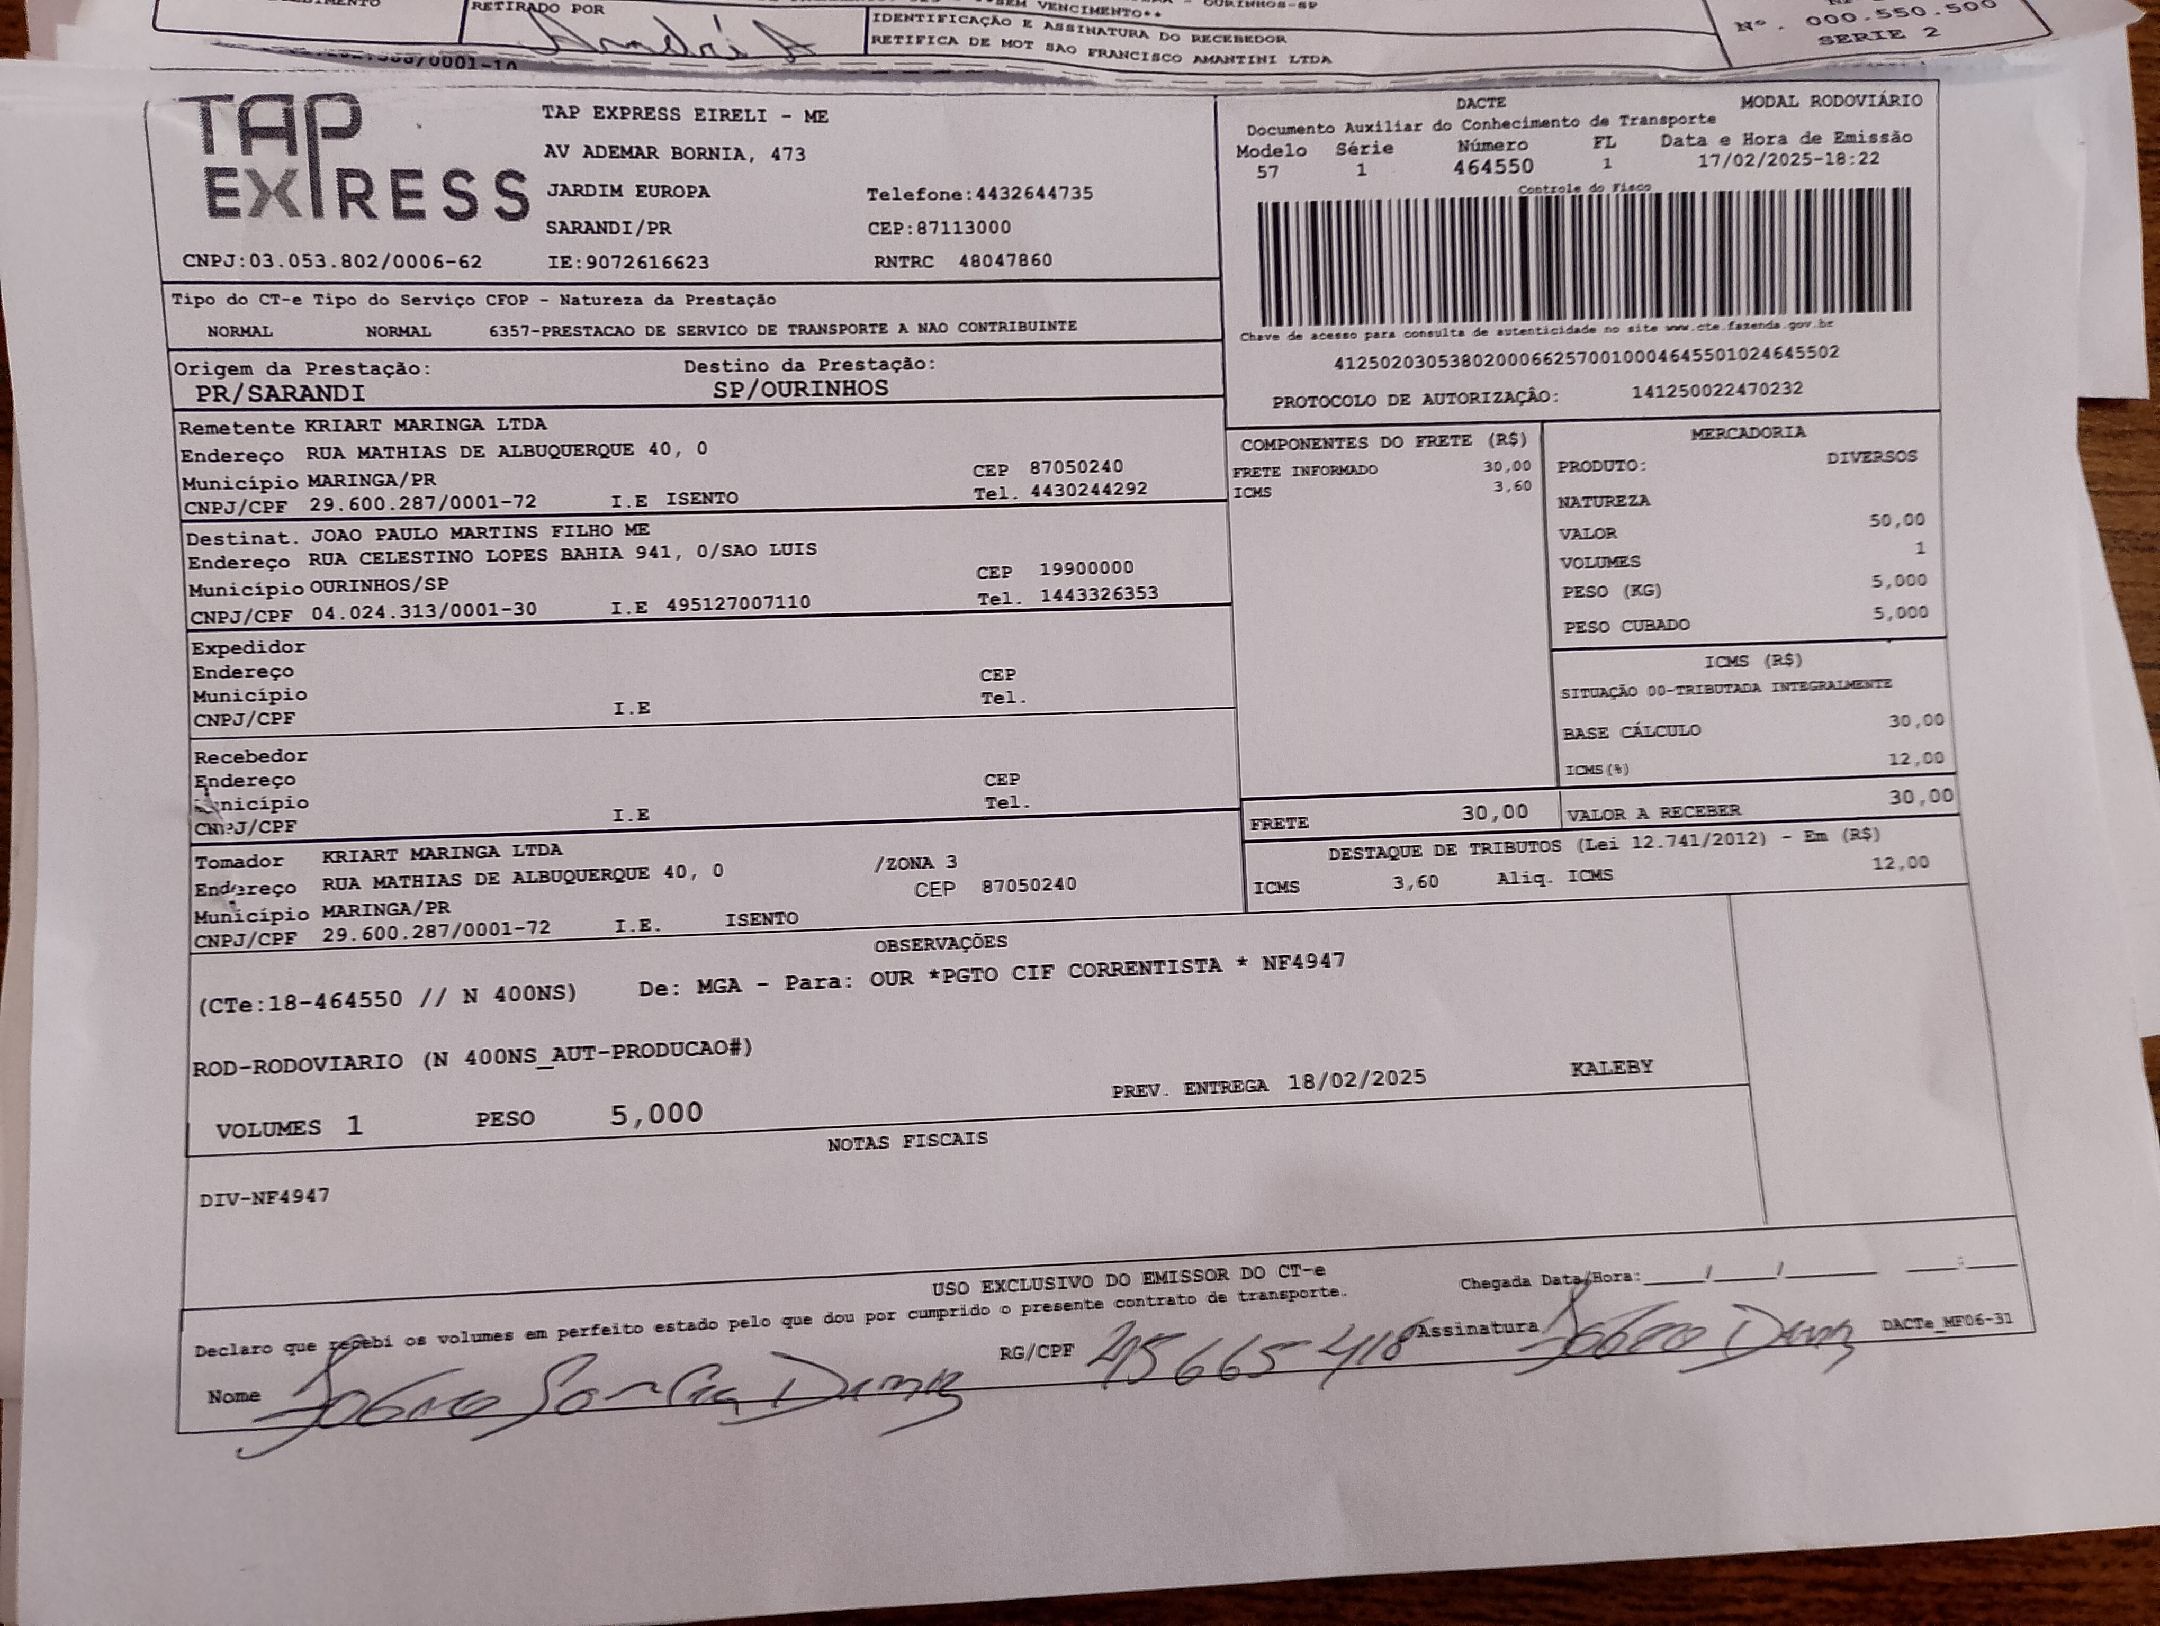 RETIRADO POR
SEM VENCIMENTO**
OURINHOS-SP
IDENTIFICAÇÃO E ASSINATURA DO RECEBEDOR
RETIFICA DE MOT SAO FRANCISCO AMANTINI LTDA
Nº. 000.550.500
SERIE 2
/0001-10
TAP EXPRESS
TAP EXPRESS EIRELI - ME
AV ADEMAR BORNIA, 473
JARDIM EUROPA Telefone:4432644735
SARANDI/PR CEP:87113000
CNPJ:03.053.802/0006-62 IE:9072616623 RNTRC 48047860
DACTE MODAL RODOVIÁRIO
Documento Auxiliar do Conhecimento de Transporte
Modelo Série Número FL Data e Hora de Emissão
57 1 464550 1 17/02/2025-18:22
Controle do Fisco
Chave de acesso para consulta de autenticidade no site www.cte.fazenda.gov.br
41250203053802000662570010004645501024645502
PROTOCOLO DE AUTORIZAÇÂO: 141250022470232
Tipo do CT-e Tipo do Serviço CFOP - Natureza da Prestação
NORMAL NORMAL 6357-PRESTACAO DE SERVICO DE TRANSPORTE A NAO CONTRIBUINTE
Origem da Prestação: Destino da Prestação:
PR/SARANDI SP/OURINHOS
Remetente KRIART MARINGA LTDA
Endereço RUA MATHIAS DE ALBUQUERQUE 40, 0
Município MARINGA/PR CEP 87050240
CNPJ/CPF 29.600.287/0001-72 I.E ISENTO Tel. 4430244292
Destinat. JOAO PAULO MARTINS FILHO ME
Endereço RUA CELESTINO LOPES BAHIA 941, 0/SAO LUIS
Município OURINHOS/SP CEP 19900000
CNPJ/CPF 04.024.313/0001-30 I.E 495127007110 Tel. 1443326353
Expedidor
Endereço CEP
Município Tel.
CNPJ/CPF I.E
Recebedor
Endereço CEP
Município Tel.
CNPJ/CPF I.E
Tomador KRIART MARINGA LTDA
Endereço RUA MATHIAS DE ALBUQUERQUE 40, 0 /ZONA 3
Município MARINGA/PR CEP 87050240
CNPJ/CPF 29.600.287/0001-72 I.E. ISENTO
COMPONENTES DO FRETE (R$)
FRETE INFORMADO 30,00
ICMS 3,60
MERCADORIA
PRODUTO: DIVERSOS
NATUREZA
VALOR 50,00
VOLUMES 1
PESO (KG) 5,000
PESO CUBADO 5,000
ICMS (R$)
SITUAÇÃO 00-TRIBUTADA INTEGRALMENTE
BASE CÁLCULO 30,00
ICMS(%) 12,00
FRETE 30,00 VALOR A RECEBER 30,00
DESTAQUE DE TRIBUTOS (Lei 12.741/2012) - Em (R$)
ICMS 3,60 Aliq. ICMS 12,00
OBSERVAÇÕES
(CTe:18-464550 // N 400NS) De: MGA - Para: OUR *PGTO CIF CORRENTISTA * NF4947
ROD-RODOVIARIO (N 400NS_AUT-PRODUCAO#)
PREV. ENTREGA 18/02/2025 KALEBY
VOLUMES 1 PESO 5,000
NOTAS FISCAIS
DIV-NF4947
USO EXCLUSIVO DO EMISSOR DO CT-e
Chegada Data/Hora:____/____/______ ___:___
Declaro que recebi os volumes em perfeito estado pelo que dou por cumprido o presente contrato de transporte.
Nome RG/CPF 45665418 Assinatura DACTe_MF06-31